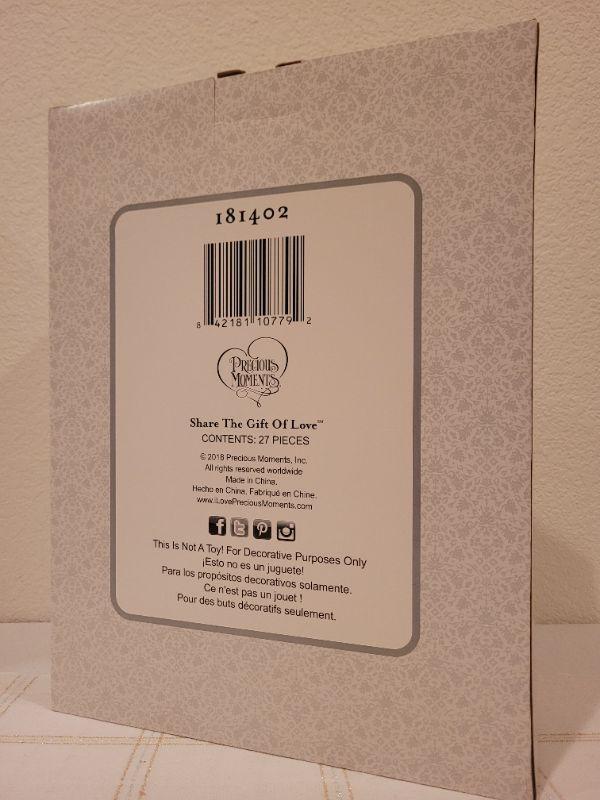 181402
8 42181 10779 2
PRECIOUS
MOMENTS
Share The Gift Of Love™
CONTENTS: 27 PIECES
© 2018 Precious Moments, Inc.
All rights reserved worldwide
Made in China.
Hecho en China. Fabriqué en Chine.
www.iLovePreciousMoments.com
This Is Not A Toy! For Decorative Purposes Only
¡Esto no es un juguete!
Para los propósitos decorativos solamente.
Ce n'est pas un jouet !
Pour des buts décoratifs seulement.